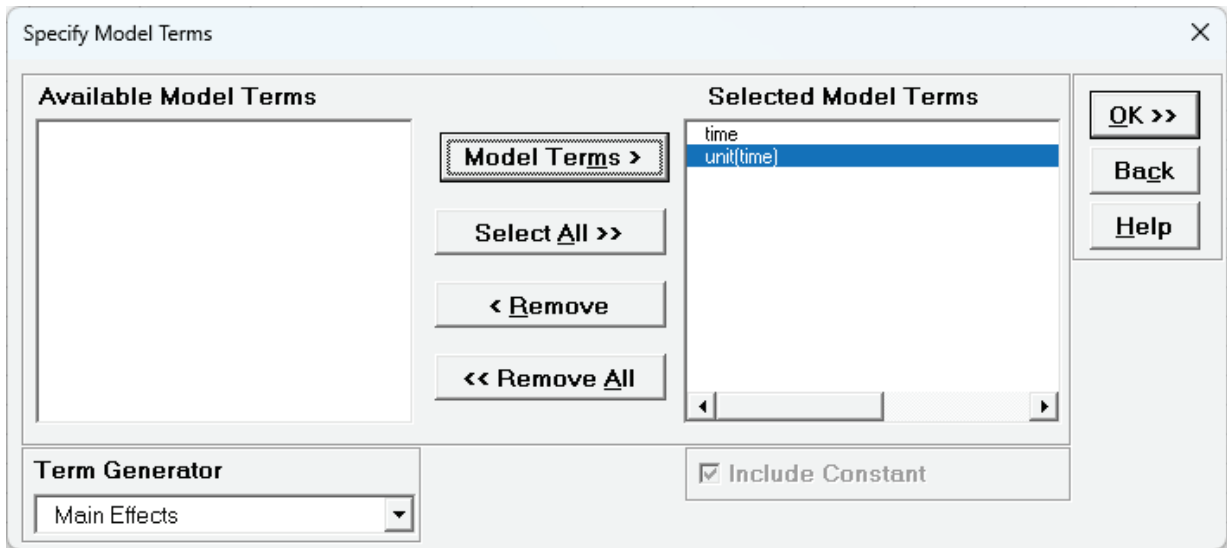 Specify Model Terms
Available Model Terms
Selected Model Terms
time
unit(time)
Model Terms >
Select All >>
< Remove
<< Remove All
OK >>
Back
Help
Term Generator
Main Effects
Include Constant